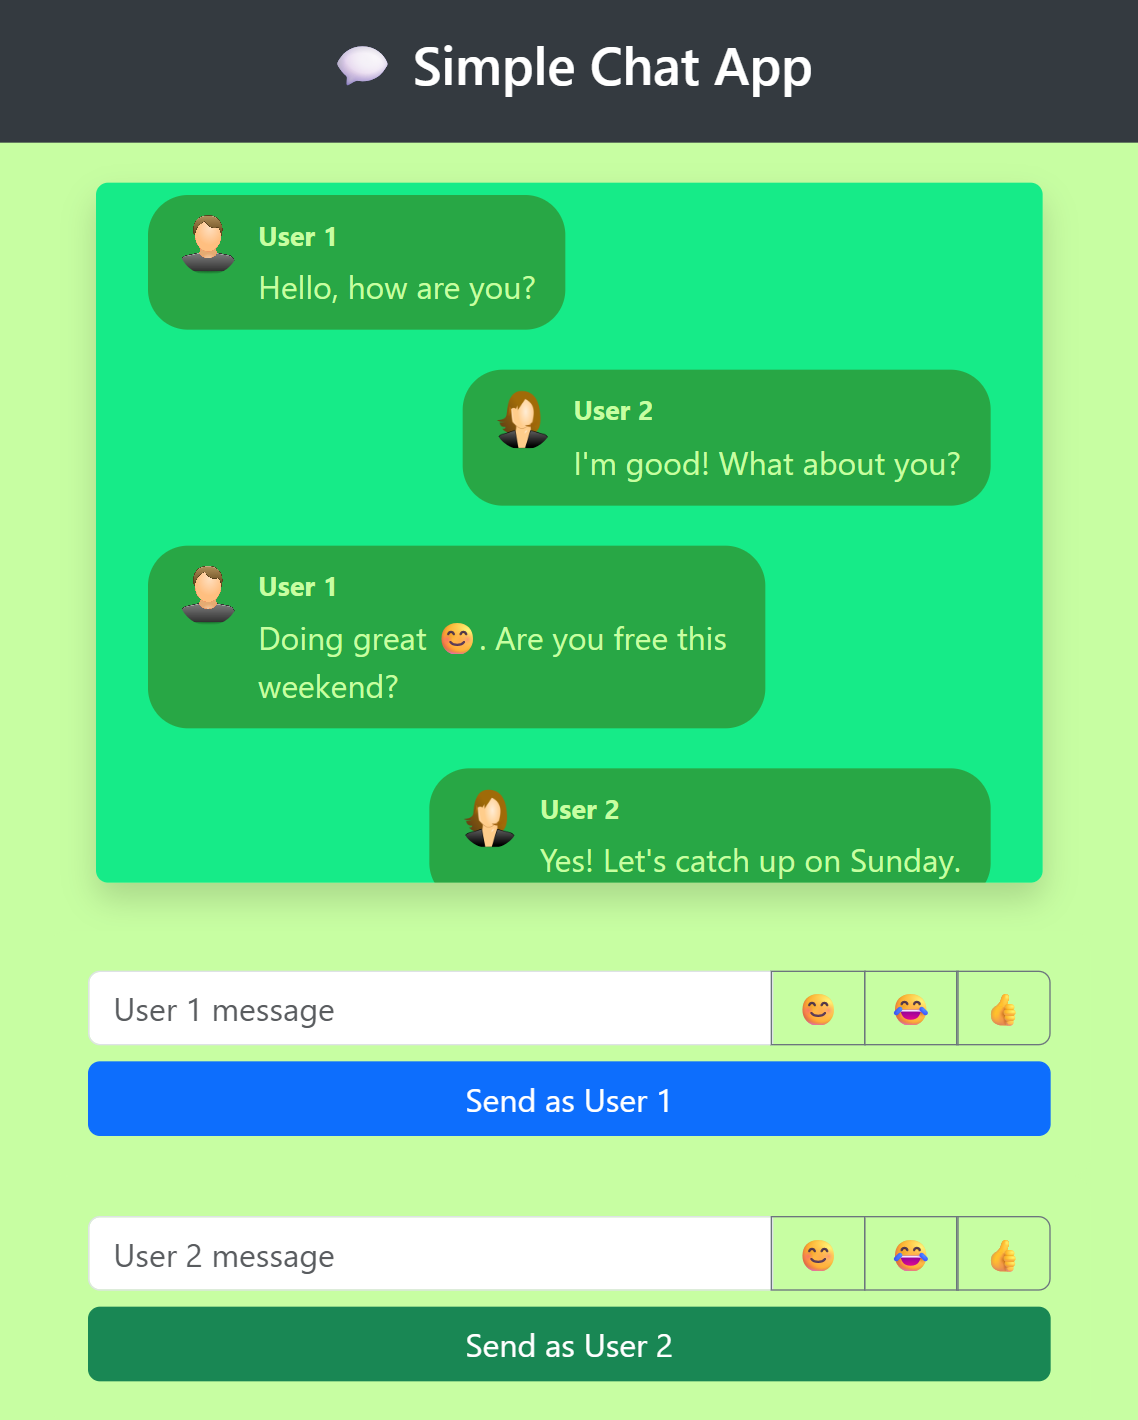 💬 Simple Chat App
User 1
Hello, how are you?
User 2
I'm good! What about you?
User 1
Doing great 😊. Are you free this
weekend?
User 2
Yes! Let's catch up on Sunday.
User 1 message 😊 😂 👍
Send as User 1
User 2 message 😊 😂 👍
Send as User 2